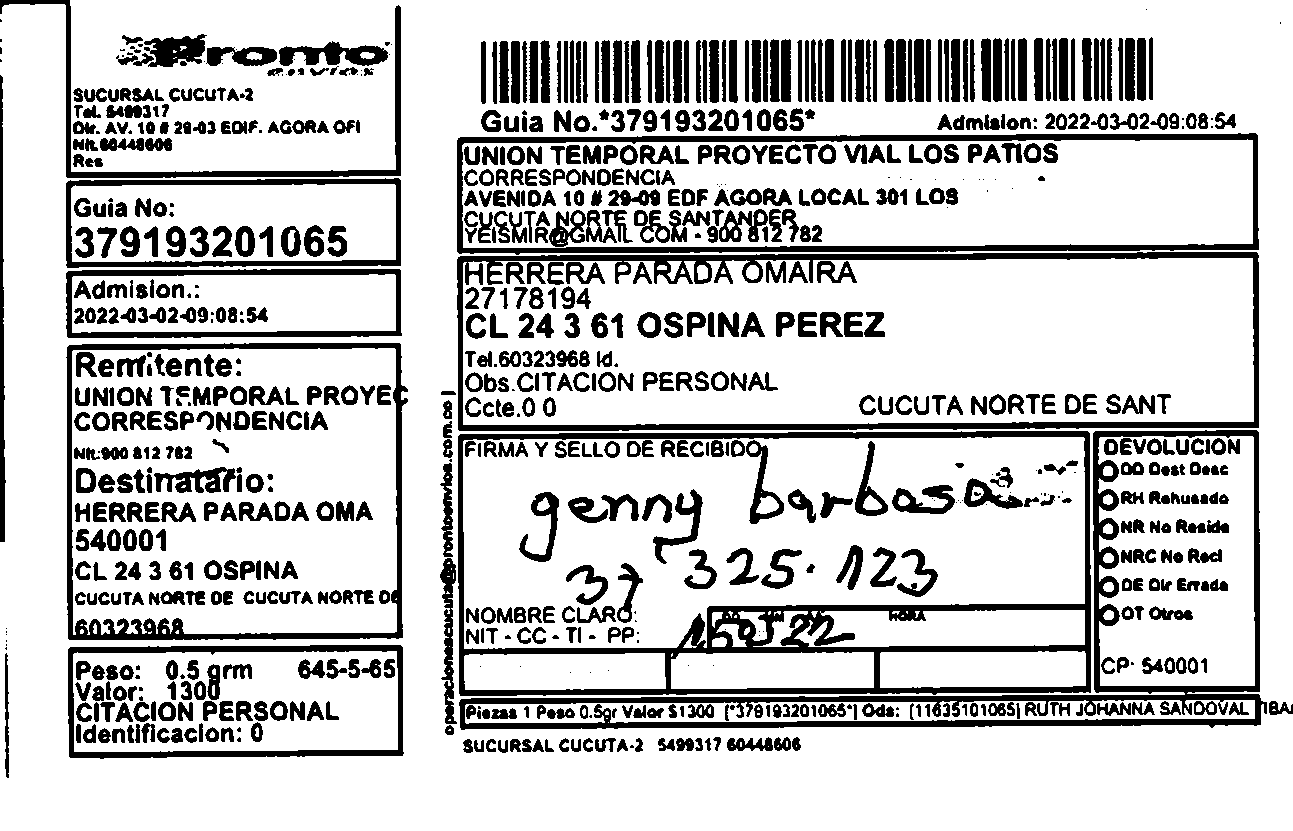 Pronto
envios
SUCURSAL CUCUTA-2
Tel. 5499317
Dir. AV. 10 # 29-03 EDIF. AGORA OFI
Nit.60448606
Res
Guia No:
379193201065
Admision.:
2022-03-02-09:08:54
Remitente:
UNION TEMPORAL PROYEC
CORRESPONDENCIA
Nit:900 812 782
Destinatario:
HERRERA PARADA OMA
540001
CL 24 3 61 OSPINA
CUCUTA NORTE DE CUCUTA NORTE DE
60323968
Peso: 0.5 grm 645-5-65
Valor: 1300
CITACION PERSONAL
Identificacion: 0
operacionescucuta@prontoenvios.com.co |
Guia No.*379193201065* Admision: 2022-03-02-09:08:54
UNION TEMPORAL PROYECTO VIAL LOS PATIOS
CORRESPONDENCIA
AVENIDA 10 # 29-09 EDF AGORA LOCAL 301 LOS
CUCUTA NORTE DE SANTANDER
YEISMIR@GMAIL COM - 900 812 782
HERRERA PARADA OMAIRA
27178194
CL 24 3 61 OSPINA PEREZ
Tel.60323968 Id.
Obs.CITACION PERSONAL
Ccte.0 0 CUCUTA NORTE DE SANT
FIRMA Y SELLO DE RECIBIDO
genny barbosa
37 325.123
NOMBRE CLARO: HORA
NIT - CC - TI - PP:
DEVOLUCION
DD Dest Desc
RH Rehusado
NR No Reside
NRC No Recl
DE Dir Errada
OT Otros
CP: 540001
Piezas 1 Peso 0.5gr Valor $1300 [*379193201065*] Ods: [11635101065] RUTH JOHANNA SANDOVAL
SUCURSAL CUCUTA-2 5499317 60448606